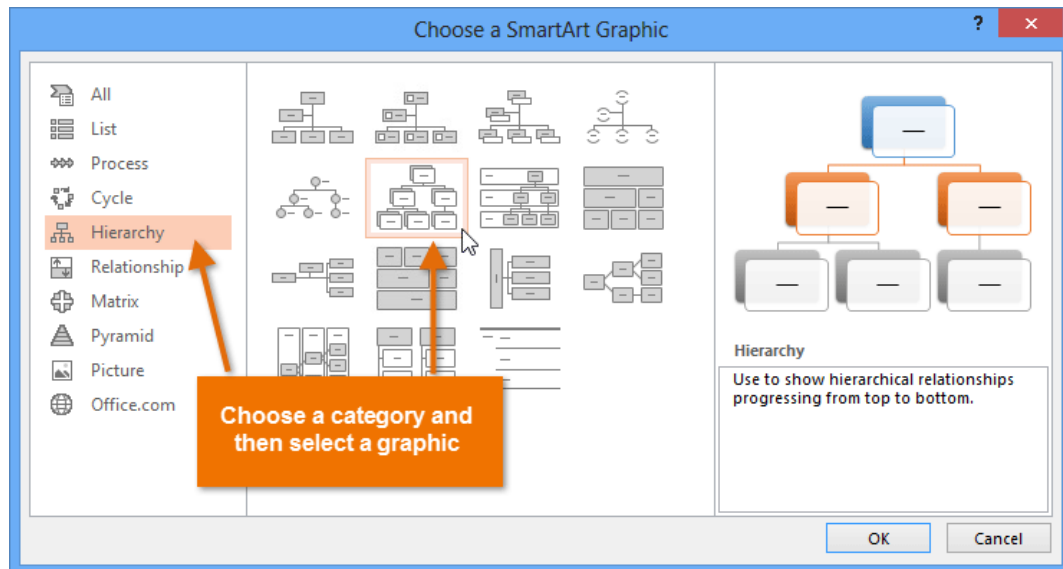 Choose a SmartArt Graphic
?
All
List
Process
Cycle
Hierarchy
Relationship
Matrix
Pyramid
Picture
Office.com
Choose a category and
then select a graphic
Hierarchy
Use to show hierarchical relationships
progressing from top to bottom.
OK
Cancel